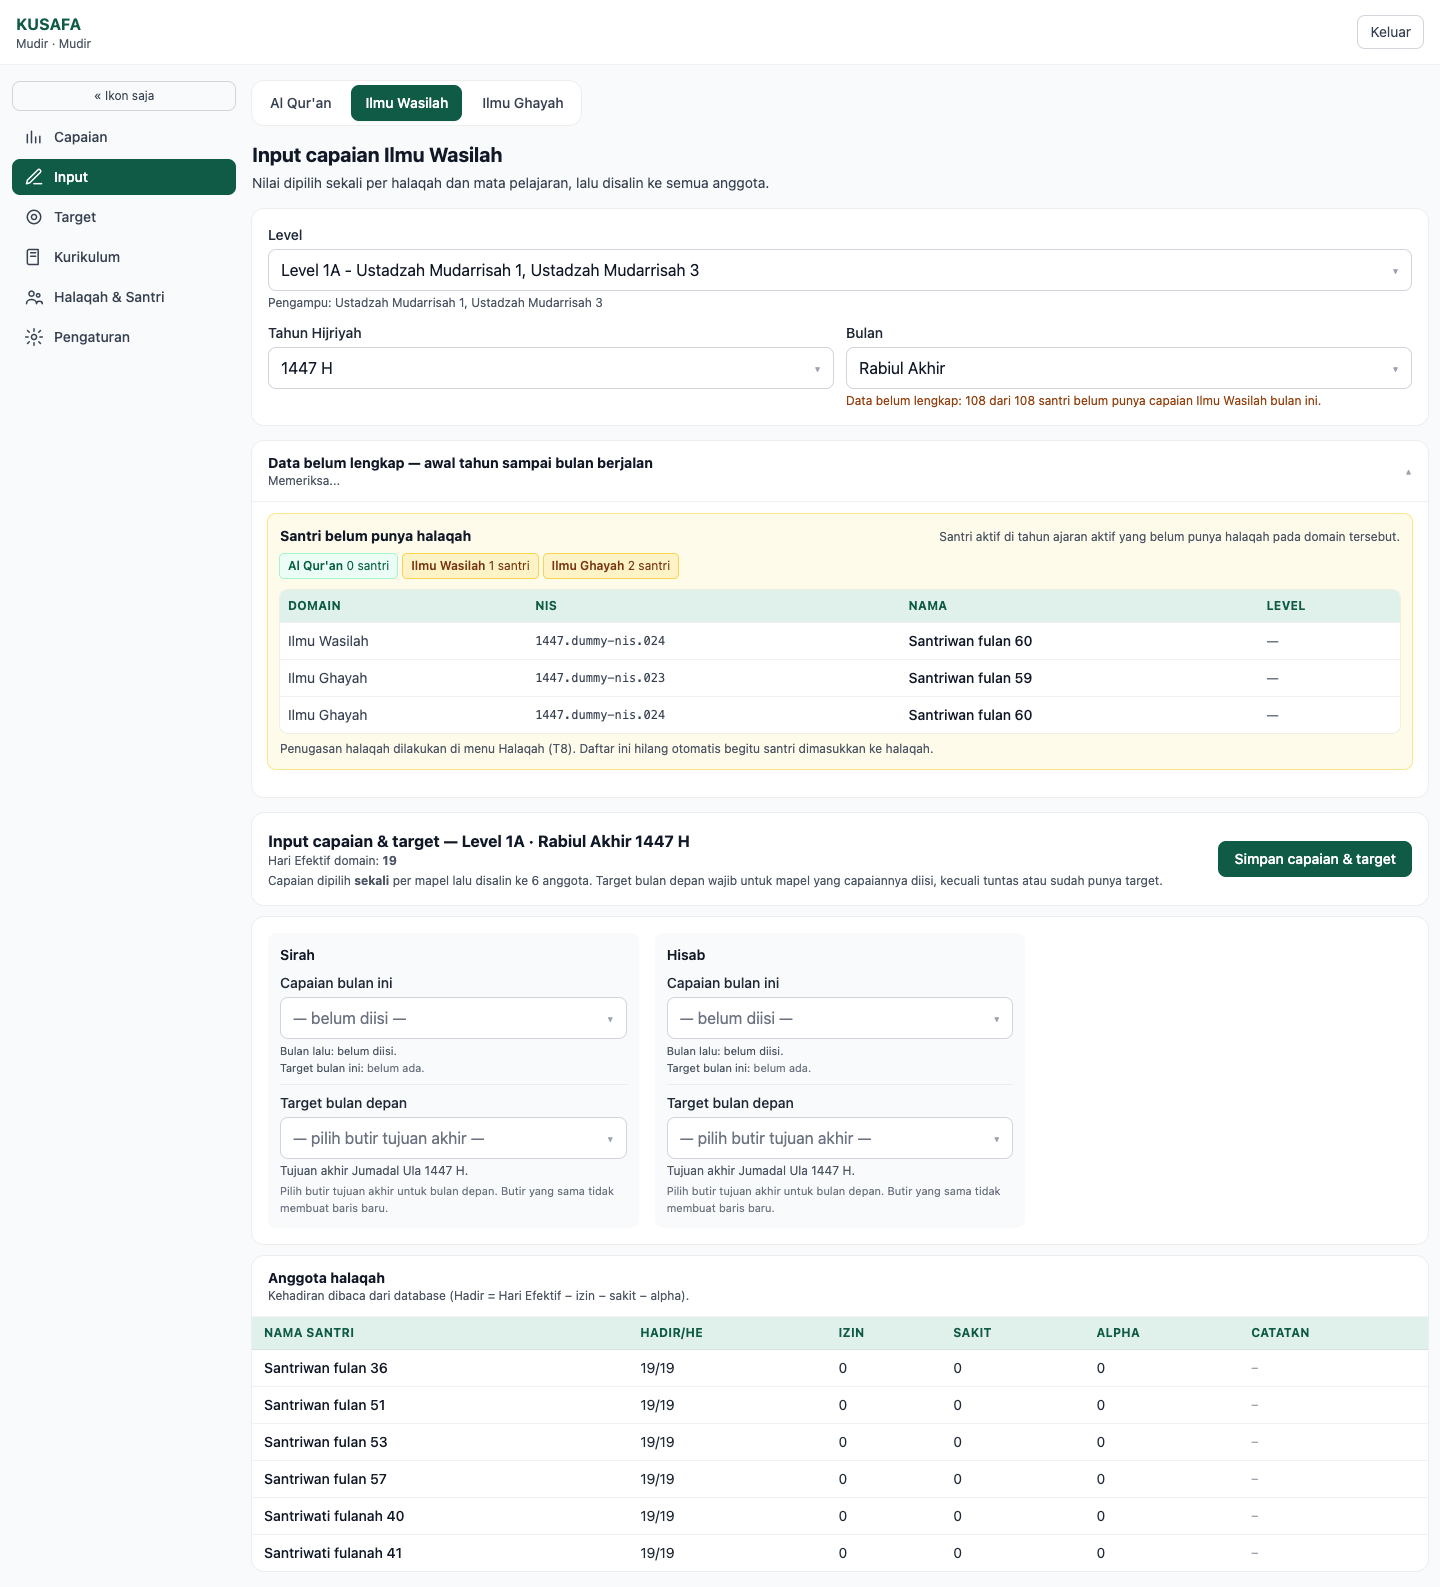 KUSAFA
Mudir · Mudir
Keluar
« Ikon saja
Capaian
Input
Target
Kurikulum
Halaqah & Santri
Pengaturan
Al Qur'an
Ilmu Wasilah
Ilmu Ghayah
Input capaian Ilmu Wasilah
Nilai dipilih sekali per halaqah dan mata pelajaran, lalu disalin ke semua anggota.
Level
Level 1A - Ustadzah Mudarrisah 1, Ustadzah Mudarrisah 3
Pengampu: Ustadzah Mudarrisah 1, Ustadzah Mudarrisah 3
Tahun Hijriyah
1447 H
Bulan
Rabiul Akhir
Data belum lengkap: 108 dari 108 santri belum punya capaian Ilmu Wasilah bulan ini.
Data belum lengkap — awal tahun sampai bulan berjalan
Memeriksa...
Santri belum punya halaqah
Santri aktif di tahun ajaran aktif yang belum punya halaqah pada domain tersebut.
Al Qur'an 0 santri
Ilmu Wasilah 1 santri
Ilmu Ghayah 2 santri
DOMAIN NIS NAMA LEVEL
Ilmu Wasilah 1447.dummy-nis.024 Santriwan fulan 60 —
Ilmu Ghayah 1447.dummy-nis.023 Santriwan fulan 59 —
Ilmu Ghayah 1447.dummy-nis.024 Santriwan fulan 60 —
Penugasan halaqah dilakukan di menu Halaqah (T8). Daftar ini hilang otomatis begitu santri dimasukkan ke halaqah.
Input capaian & target — Level 1A · Rabiul Akhir 1447 H
Hari Efektif domain: 19
Capaian dipilih sekali per mapel lalu disalin ke 6 anggota. Target bulan depan wajib untuk mapel yang capaiannya diisi, kecuali tuntas atau sudah punya target.
Simpan capaian & target
Sirah
Capaian bulan ini
— belum diisi —
Bulan lalu: belum diisi.
Target bulan ini: belum ada.
Target bulan depan
— pilih butir tujuan akhir —
Tujuan akhir Jumadal Ula 1447 H.
Pilih butir tujuan akhir untuk bulan depan. Butir yang sama tidak
membuat baris baru.
Hisab
Capaian bulan ini
— belum diisi —
Bulan lalu: belum diisi.
Target bulan ini: belum ada.
Target bulan depan
— pilih butir tujuan akhir —
Tujuan akhir Jumadal Ula 1447 H.
Pilih butir tujuan akhir untuk bulan depan. Butir yang sama tidak
membuat baris baru.
Anggota halaqah
Kehadiran dibaca dari database (Hadir = Hari Efektif − izin − sakit − alpha).
NAMA SANTRI HADIR/HE IZIN SAKIT ALPHA CATATAN
Santriwan fulan 36 19/19 0 0 0 –
Santriwan fulan 51 19/19 0 0 0 –
Santriwan fulan 53 19/19 0 0 0 –
Santriwan fulan 57 19/19 0 0 0 –
Santriwati fulanah 40 19/19 0 0 0 –
Santriwati fulanah 41 19/19 0 0 0 –